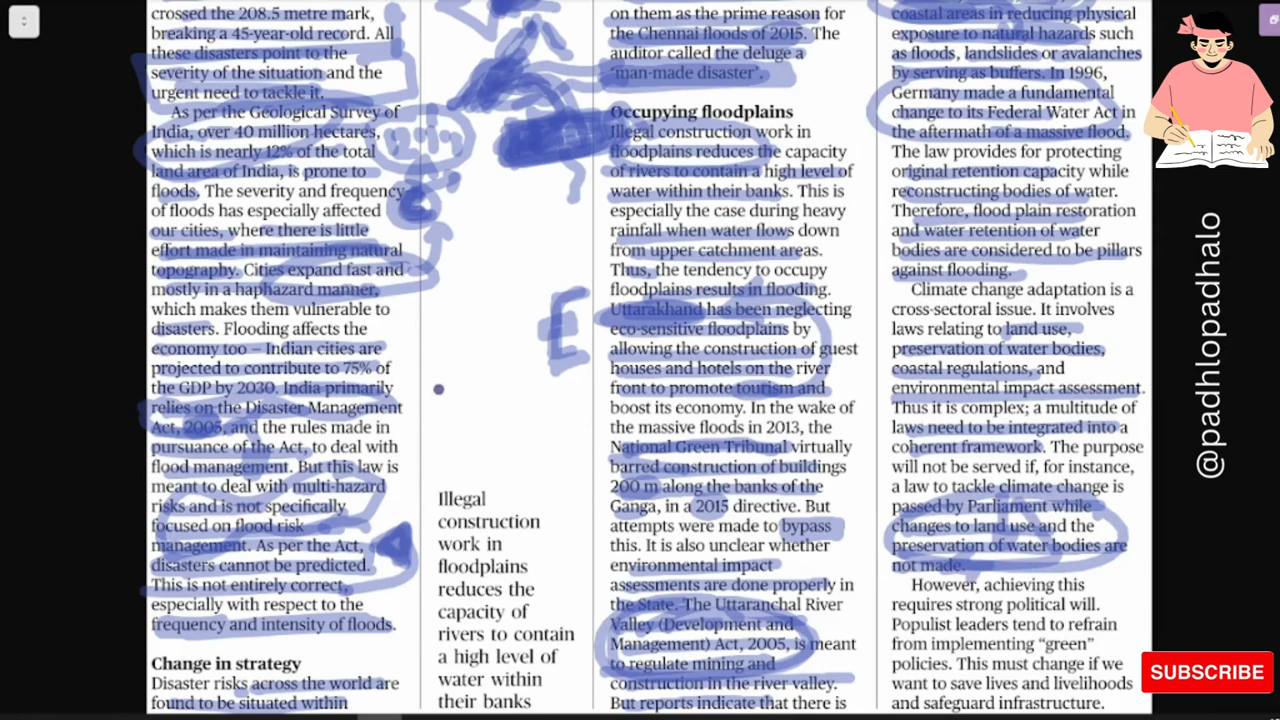 crossed the 208.5 metre mark,
breaking a 45-year-old record. All
these disasters point to the
severity of the situation and the
urgent need to tackle it.
As per the Geological Survey of
India, over 40 million hectares,
which is nearly 12% of the total
land area of India, is prone to
floods. The severity and frequency
of floods has especially affected
our cities, where there is little
effort made in maintaining natural
topography. Cities expand fast and
mostly in a haphazard manner,
which makes them vulnerable to
disasters. Flooding affects the
economy too — Indian cities are
projected to contribute to 75% of
the GDP by 2030. India primarily
relies on the Disaster Management
Act, 2005, and the rules made in
pursuance of the Act, to deal with
flood management. But this law is
meant to deal with multi-hazard
risks and is not specifically
focused on flood risk
management. As per the Act,
disasters cannot be predicted.
This is not entirely correct,
especially with respect to the
frequency and intensity of floods.
Change in strategy
Disaster risks across the world are
found to be situated within
Illegal
construction
work in
floodplains
reduces the
capacity of
rivers to contain
a high level of
water within
their banks
on them as the prime reason for
the Chennai floods of 2015. The
auditor called the deluge a
‘man-made disaster’.
Occupying floodplains
Illegal construction work in
floodplains reduces the capacity
of rivers to contain a high level of
water within their banks. This is
especially the case during heavy
rainfall when water flows down
from upper catchment areas.
Thus, the tendency to occupy
floodplains results in flooding.
Uttarakhand has been neglecting
eco-sensitive floodplains by
allowing the construction of guest
houses and hotels on the river
front to promote tourism and
boost its economy. In the wake of
the massive floods in 2013, the
National Green Tribunal virtually
barred construction of buildings
200 m along the banks of the
Ganga, in a 2015 directive. But
attempts were made to bypass
this. It is also unclear whether
environmental impact
assessments are done properly in
the State. The Uttaranchal River
Valley (Development and
Management) Act, 2005, is meant
to regulate mining and
construction in the river valley.
But reports indicate that there is
coastal areas in reducing physical
exposure to natural hazards such
as floods, landslides or avalanches
by serving as buffers. In 1996,
Germany made a fundamental
change to its Federal Water Act in
the aftermath of a massive flood.
The law provides for protecting
original retention capacity while
reconstructing bodies of water.
Therefore, flood plain restoration
and water retention of water
bodies are considered to be pillars
against flooding.
Climate change adaptation is a
cross-sectoral issue. It involves
laws relating to land use,
preservation of water bodies,
coastal regulations, and
environmental impact assessment.
Thus it is complex; a multitude of
laws need to be integrated into a
coherent framework. The purpose
will not be served if, for instance,
a law to tackle climate change is
passed by Parliament while
changes to land use and the
preservation of water bodies are
not made.
However, achieving this
requires strong political will.
Populist leaders tend to refrain
from implementing “green”
policies. This must change if we
want to save lives and livelihoods
and safeguard infrastructure.
@padhlopadhalo
SUBSCRIBE